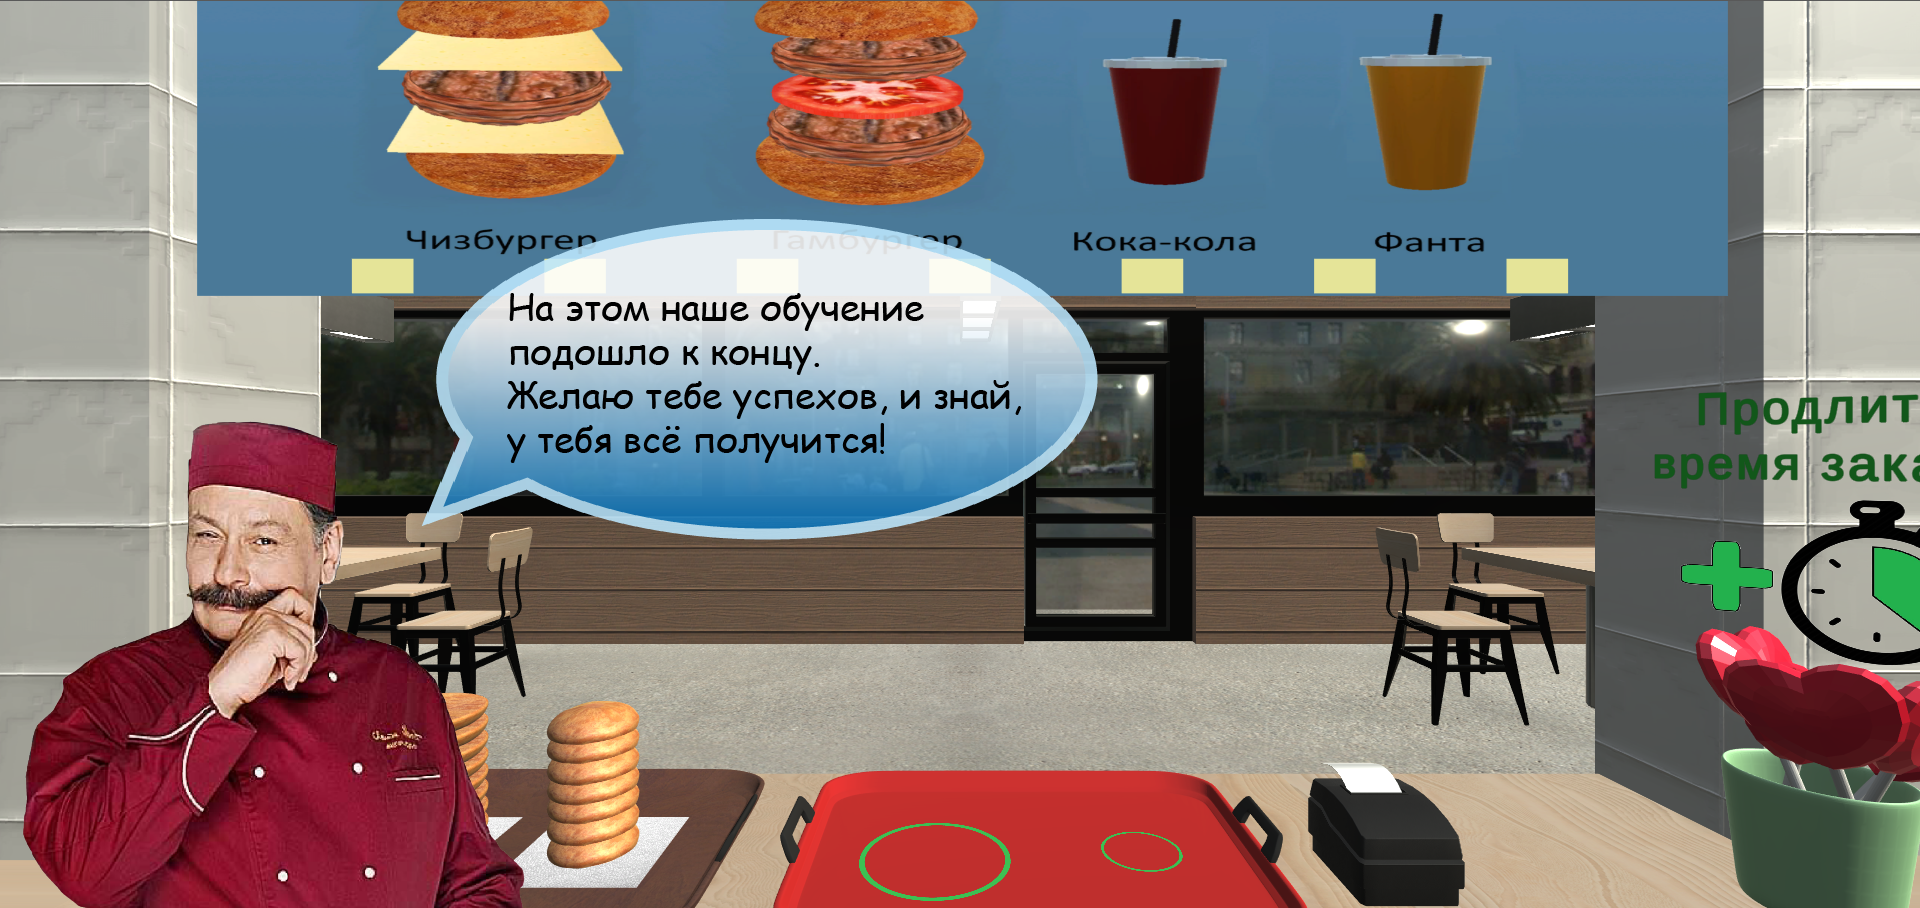 Чизбургер
Гамбургер
Кока-кола
Фанта
На этом наше обучение
подошло к концу.
Желаю тебе успехов, и знай,
у тебя всё получится!
Продлит
время зака